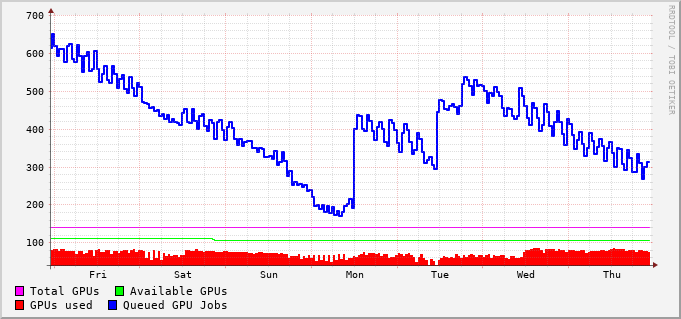 700
600
500
400
300
200
100
Fri Sat Sun Mon Tue Wed Thu
Total GPUs Available GPUs
GPUs used Queued GPU Jobs
RRDTOOL / TOBI OETIKER